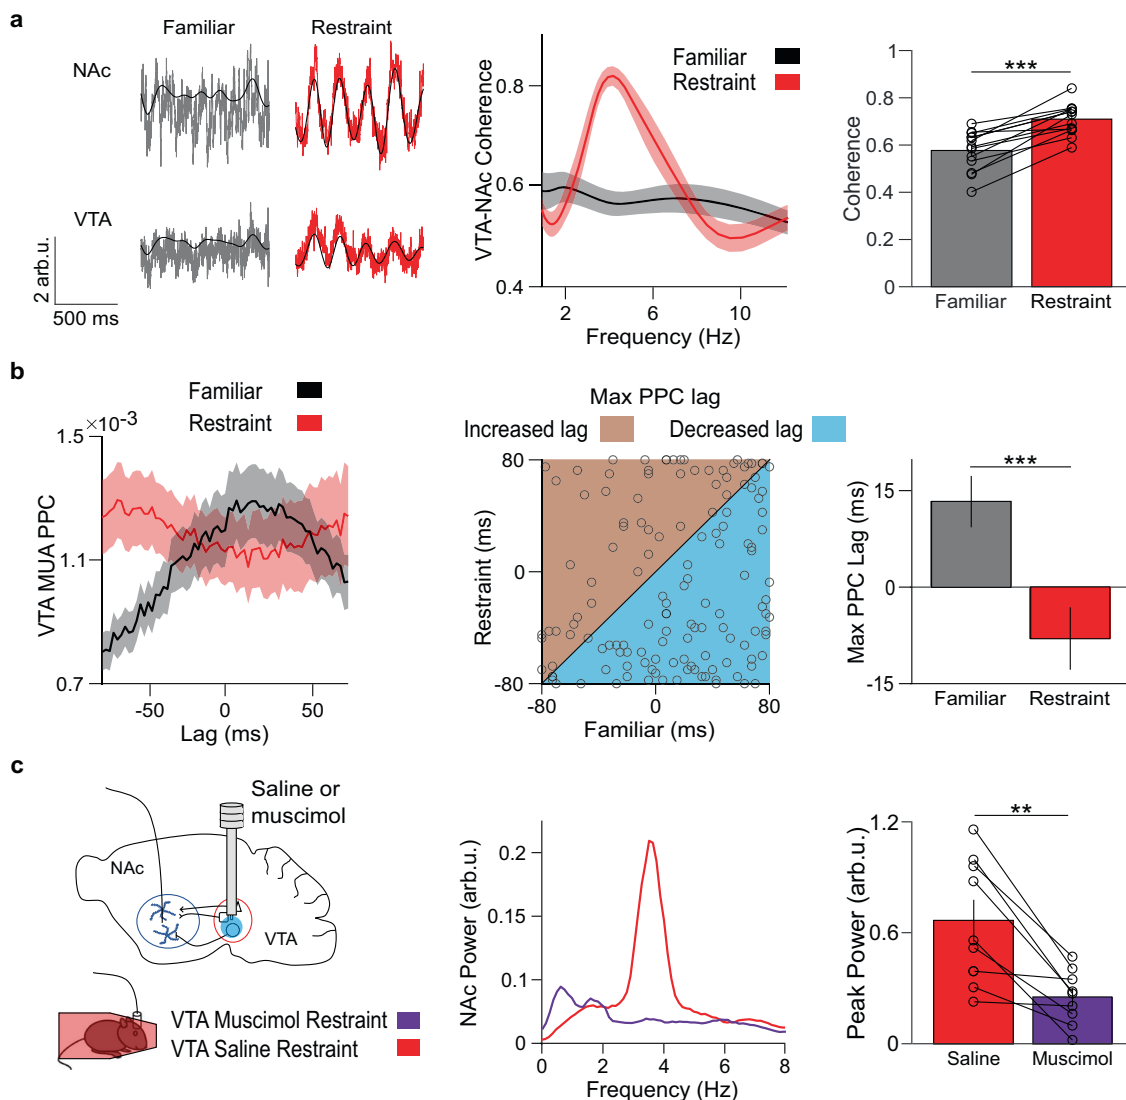 a
Familiar
Restraint
NAc
VTA
2 arb.u.
500 ms
VTA-NAc Coherence
0.8
0.6
0.4
2
6
10
Frequency (Hz)
Familiar
Restraint
Coherence
1
0.8
0.6
0.4
0.2
0
***
Familiar
Restraint
b
Familiar
Restraint
×10⁻³
1.5
1.1
0.7
VTA MUA PPC
-50
0
50
Lag (ms)
Max PPC lag
Increased lag
Decreased lag
80
0
-80
Restraint (ms)
-80
0
80
Familiar (ms)
***
Max PPC Lag (ms)
15
0
-15
Familiar
Restraint
c
Saline or
muscimol
NAc
VTA
VTA Muscimol Restraint
VTA Saline Restraint
NAc Power (arb.u.)
0.2
0.15
0.1
0
0
2
4
6
8
Frequency (Hz)
**
Peak Power (arb.u.)
1.2
0.6
0
Saline
Muscimol